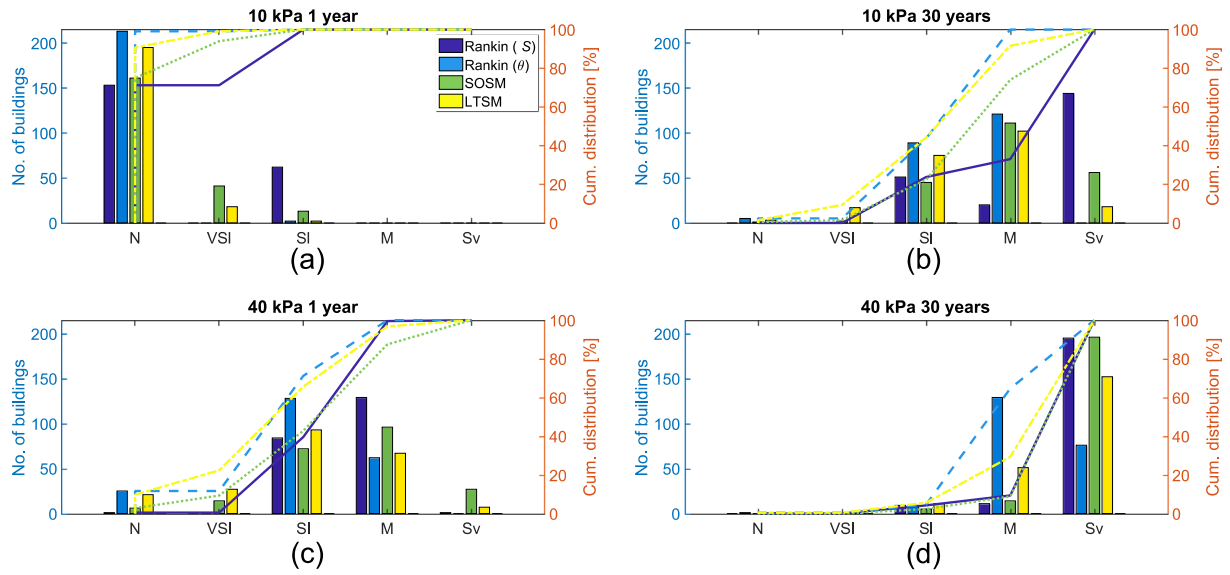 10 kPa 1 year
No. of buildings
200
150
100
50
0
N
VSl
Sl
M
Sv
100
80
60
40
20
0
Cum. distribution [%]
Rankin ( S)
Rankin (θ)
SOSM
LTSM
(a)
10 kPa 30 years
No. of buildings
200
150
100
50
0
N
VSl
Sl
M
Sv
100
80
60
40
20
0
Cum. distribution [%]
(b)
40 kPa 1 year
No. of buildings
200
150
100
50
0
N
VSl
Sl
M
Sv
100
80
60
40
20
0
Cum. distribution [%]
(c)
40 kPa 30 years
No. of buildings
200
150
100
50
0
N
VSl
Sl
M
Sv
100
80
60
40
20
0
Cum. distribution [%]
(d)